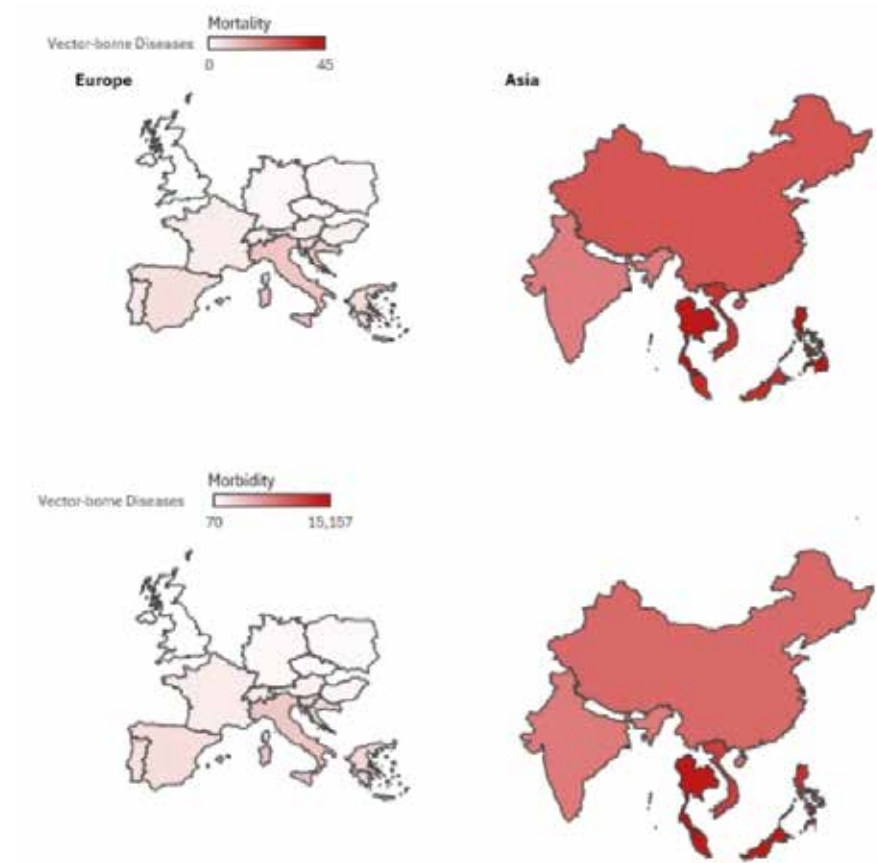 Mortality
Vector-borne Diseases
0 45
Europe
Asia
Morbidity
Vector-borne Diseases
70 15,157